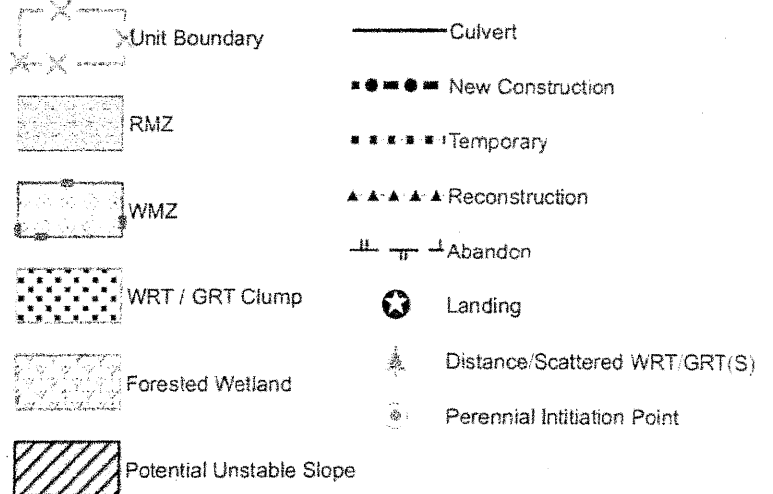 Unit Boundary
RMZ
WMZ
WRT / GRT Clump
Forested Wetland
Potential Unstable Slope
Culvert
New Construction
Temporary
Reconstruction
Abandon
Landing
Distance/Scattered WRT/GRT(S)
Perennial Intitiation Point